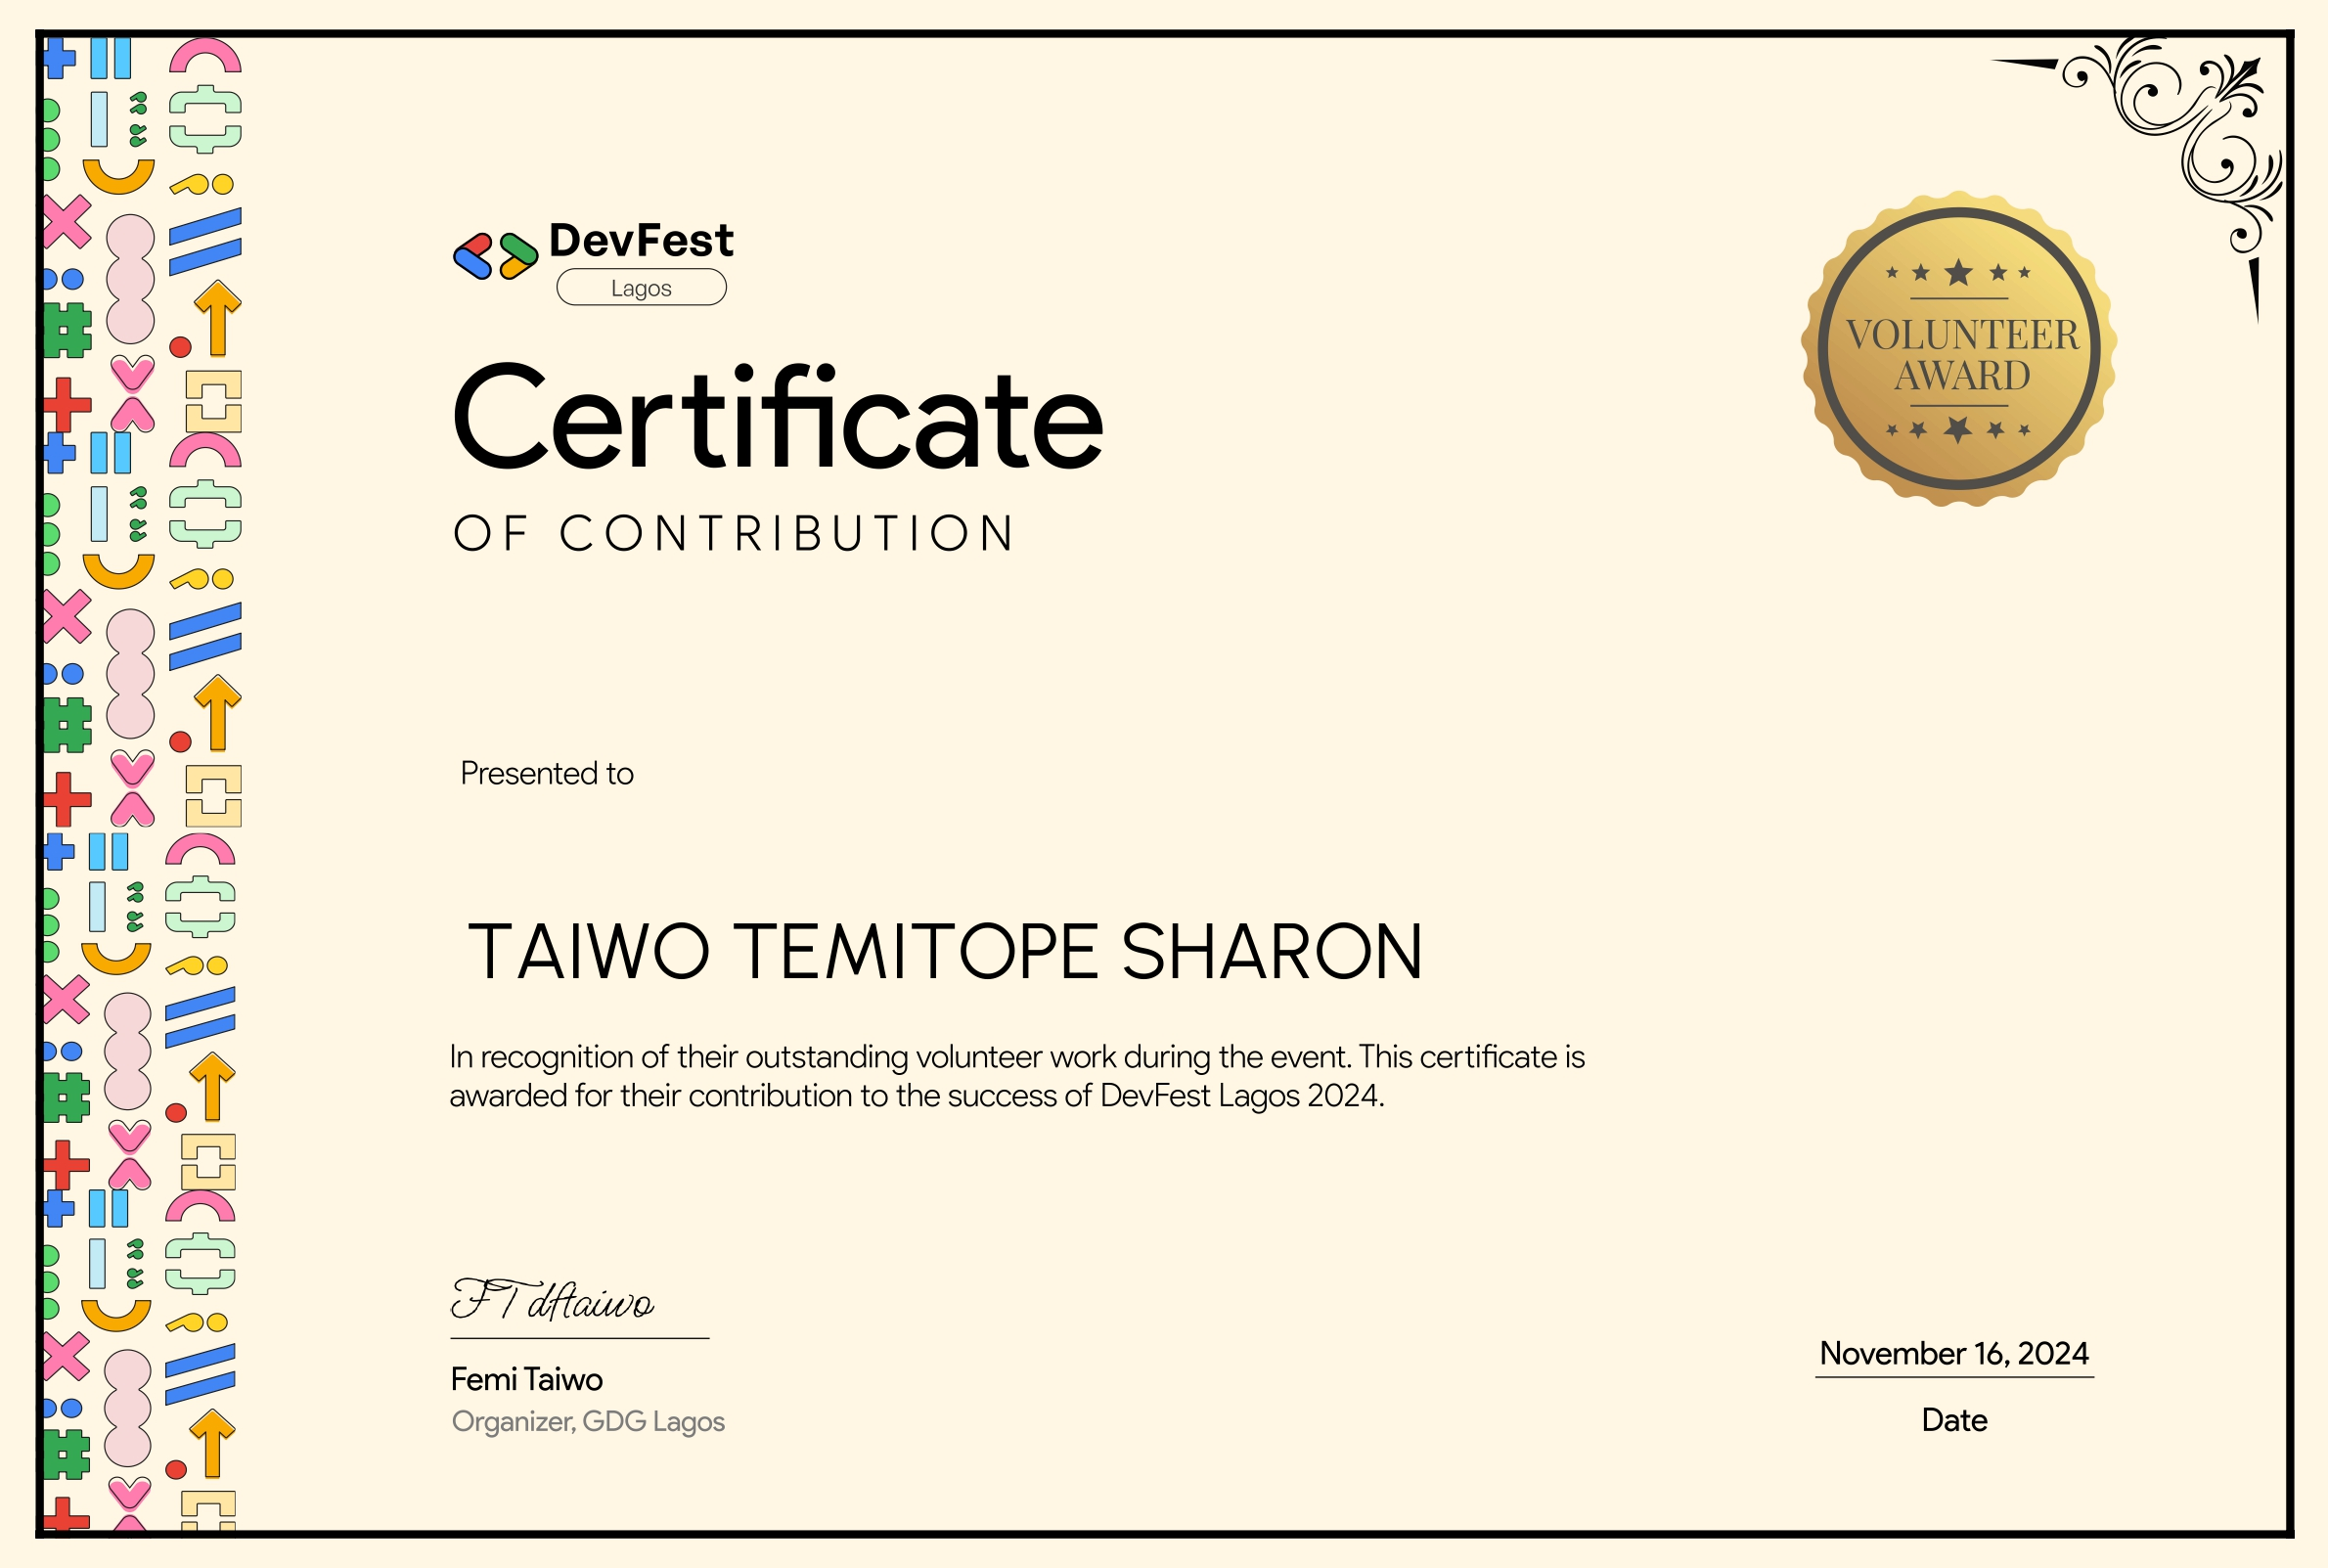 DevFest
Lagos
VOLUNTEER
AWARD
Certificate
OF CONTRIBUTION
Presented to
TAIWO TEMITOPE SHARON
In recognition of their outstanding volunteer work during the event. This certificate is
awarded for their contribution to the success of DevFest Lagos 2024.
FT dftaiwo
Femi Taiwo
Organizer, GDG Lagos
November 16, 2024
Date